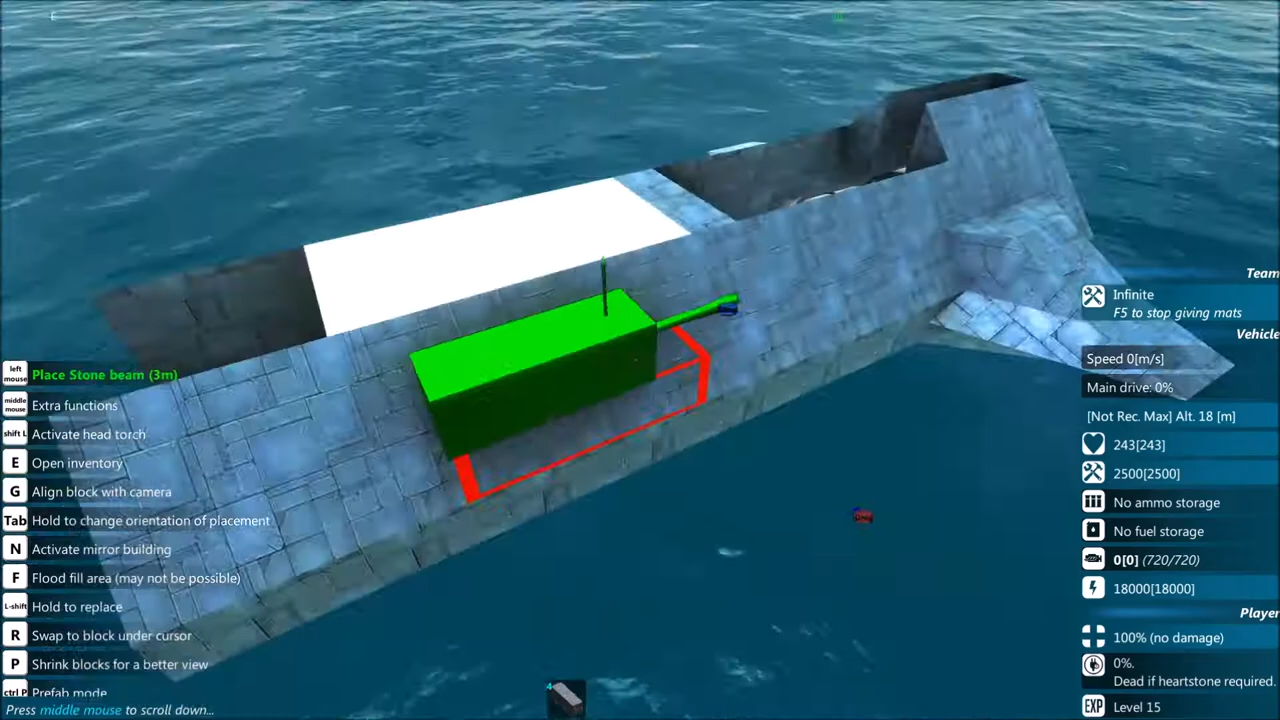 E
left mouse Place Stone beam (3m)
middle mouse Extra functions
shift L Activate head torch
E Open inventory
G Align block with camera
Tab Hold to change orientation of placement
N Activate mirror building
F Flood fill area (may not be possible)
L-shift Hold to replace
R Swap to block under cursor
P Shrink blocks for a better view
ctrl P Prefab mode
Press middle mouse to scroll down...
4
Team
Infinite
F5 to stop giving mats
Vehicle
Speed 0[m/s]
Main drive: 0%
[Not Rec. Max] Alt. 18 [m]
243[243]
2500[2500]
No ammo storage
No fuel storage
0[0] (720/720)
18000[18000]
Player
100% (no damage)
0%.
Dead if heartstone required.
EXP Level 15